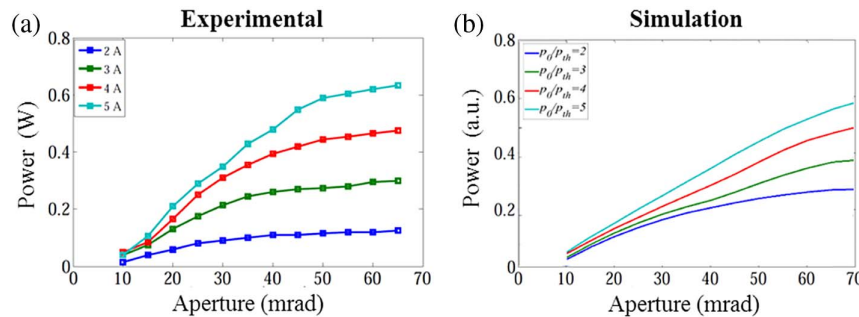 (a) Experimental
0.8
0.6
0.4
0.2
0
Power (W)
2 A
3 A
4 A
5 A
0 10 20 30 40 50 60 70
Aperture (mrad)
(b) Simulation
0.8
0.6
0.4
0.2
0
Power (a.u.)
p0/pth=2
p0/pth=3
p0/pth=4
p0/pth=5
0 10 20 30 40 50 60 70
Aperture (mrad)